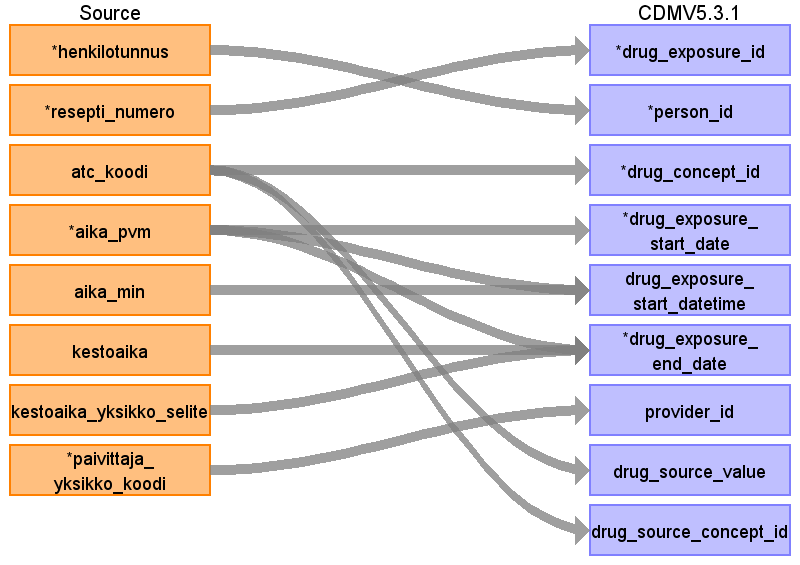 Source
CDMV5.3.1
*henkilotunnus
*drug_exposure_id
*resepti_numero
*person_id
atc_koodi
*drug_concept_id
*aika_pvm
*drug_exposure_
start_date
aika_min
drug_exposure_
start_datetime
kestoaika
*drug_exposure_
end_date
kestoaika_yksikko_selite
provider_id
*paivittaja_
yksikko_koodi
drug_source_value
drug_source_concept_id